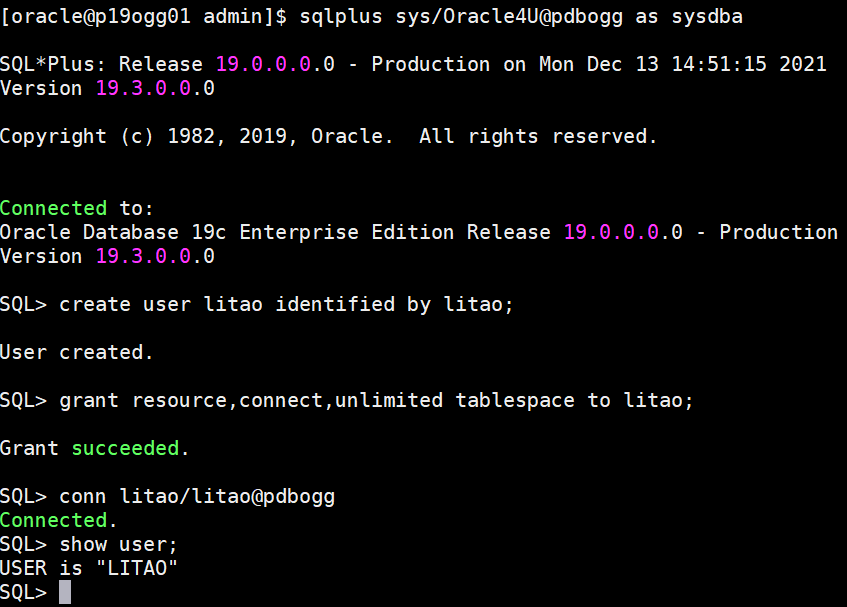 [oracle@p19ogg01 admin]$ sqlplus sys/Oracle4U@pdbogg as sysdba
SQL*Plus: Release 19.0.0.0.0 - Production on Mon Dec 13 14:51:15 2021
Version 19.3.0.0.0
Copyright (c) 1982, 2019, Oracle.  All rights reserved.
Connected to:
Oracle Database 19c Enterprise Edition Release 19.0.0.0.0 - Production
Version 19.3.0.0.0
SQL> create user litao identified by litao;
User created.
SQL> grant resource,connect,unlimited tablespace to litao;
Grant succeeded.
SQL> conn litao/litao@pdbogg
Connected.
SQL> show user;
USER is "LITAO"
SQL>